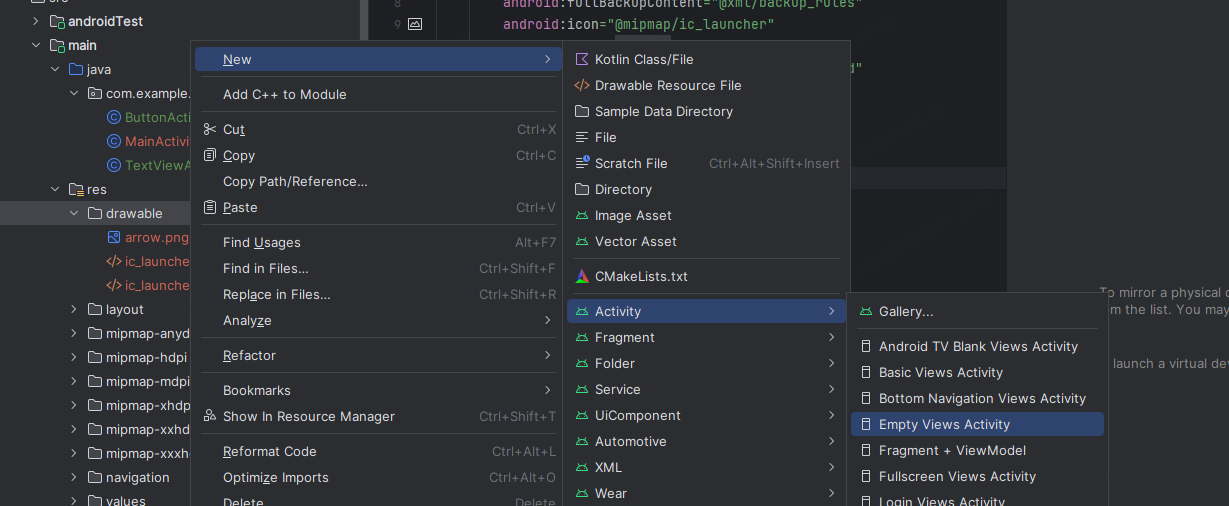 androidTest
main
java
com.example.
ButtonActi
MainActivi
TextViewA
res
drawable
arrow.png
ic_launche
ic_launche
layout
mipmap-anyd
mipmap-hdpi
mipmap-mdpi
mipmap-xhdp
mipmap-xxhd
mipmap-xxxh
navigation
values
8 android:fullBackupContent="@xml/backup_rules"
9 android:icon="@mipmap/ic_launcher"
d"
New
Add C++ to Module
Cut Ctrl+X
Copy Ctrl+C
Copy Path/Reference...
Paste Ctrl+V
Find Usages Alt+F7
Find in Files... Ctrl+Shift+F
Replace in Files... Ctrl+Shift+R
Analyze
Refactor
Bookmarks
Show In Resource Manager Ctrl+Shift+T
Reformat Code Ctrl+Alt+L
Optimize Imports Ctrl+Alt+O
Delete Delete
Kotlin Class/File
Drawable Resource File
Sample Data Directory
File
Scratch File Ctrl+Alt+Shift+Insert
Directory
Image Asset
Vector Asset
CMakeLists.txt
Activity
Fragment
Folder
Service
UiComponent
Automotive
XML
Wear
Gallery...
Android TV Blank Views Activity
Basic Views Activity
Bottom Navigation Views Activity
Empty Views Activity
Fragment + ViewModel
Fullscreen Views Activity
Login Views Activity
To mirror a physical
m the list. You may
launch a virtual dev